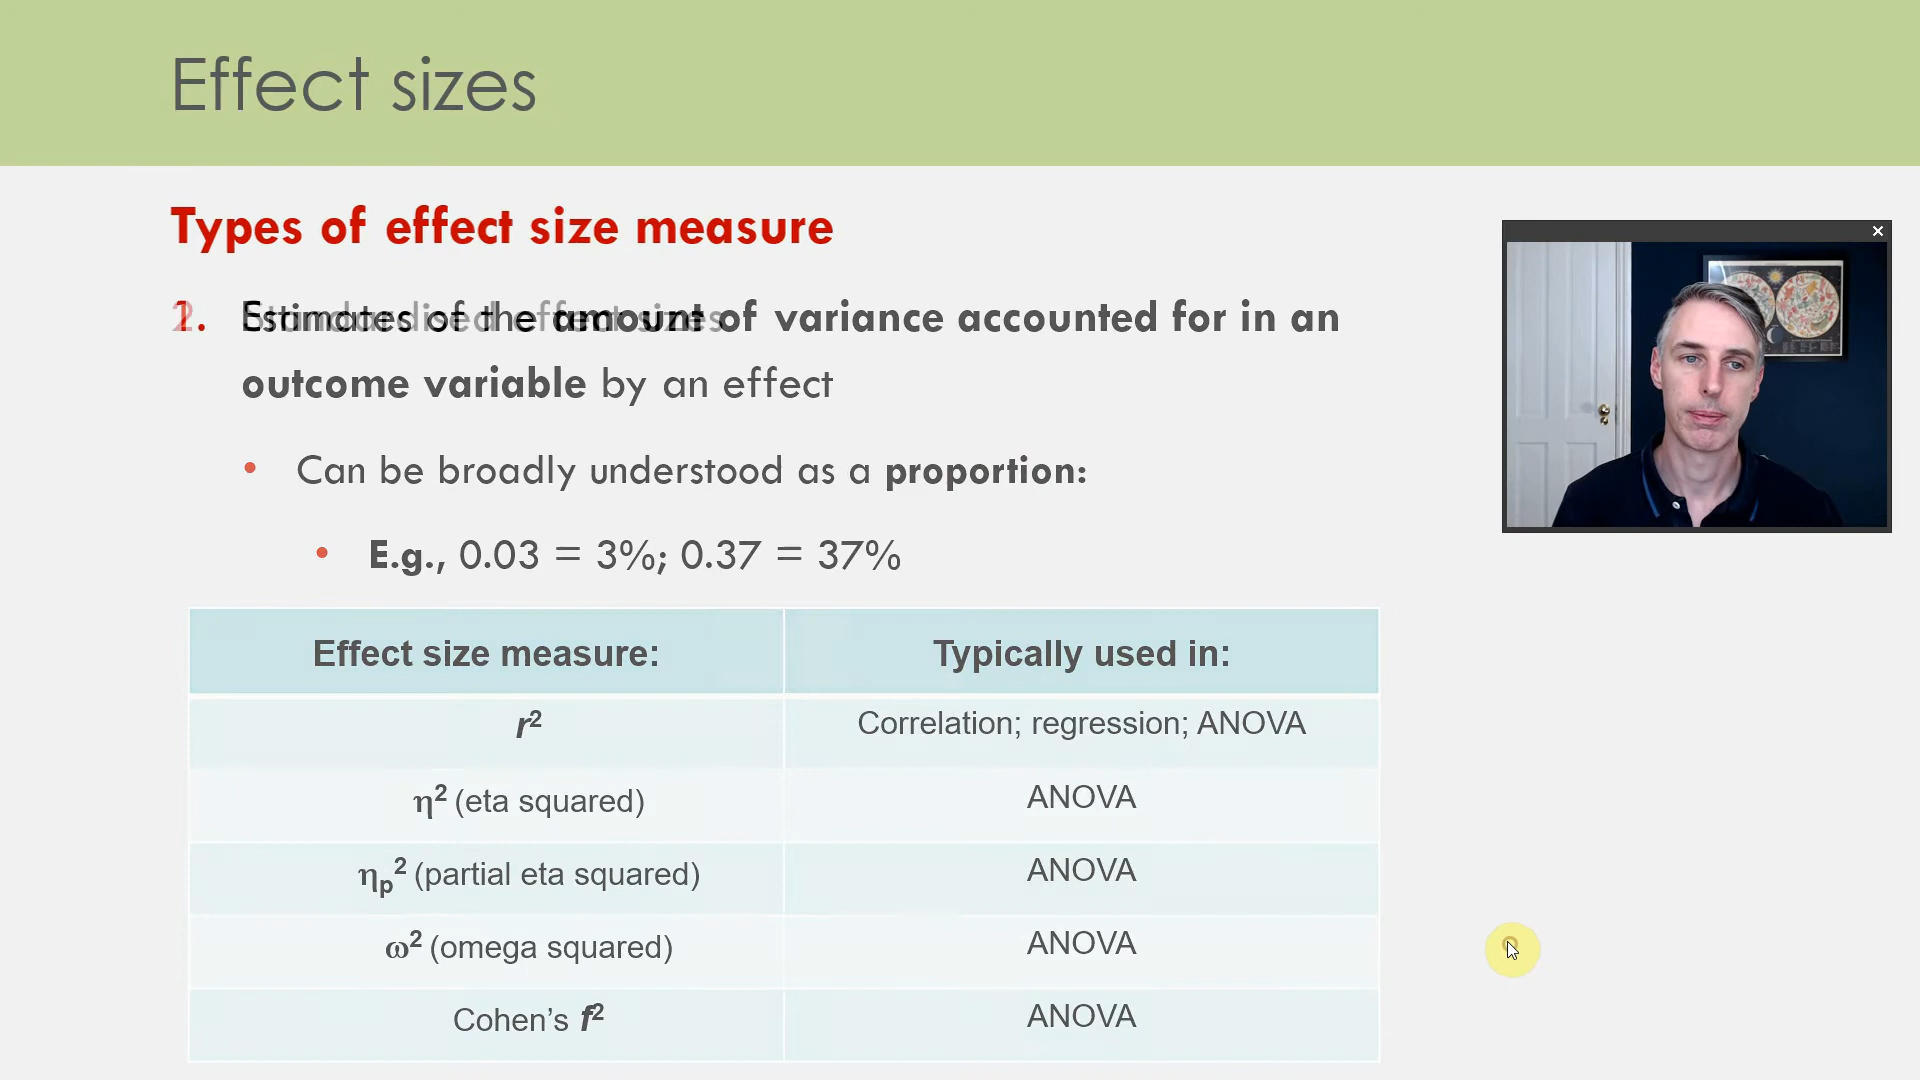 Effect sizes
Types of effect size measure
1. Estimates of the amount of variance accounted for in an
outcome variable by an effect
• Can be broadly understood as a proportion:
• E.g., 0.03 = 3%; 0.37 = 37%
Effect size measure: Typically used in:
r² Correlation; regression; ANOVA
η² (eta squared) ANOVA
ηp² (partial eta squared) ANOVA
ω² (omega squared) ANOVA
Cohen’s f² ANOVA